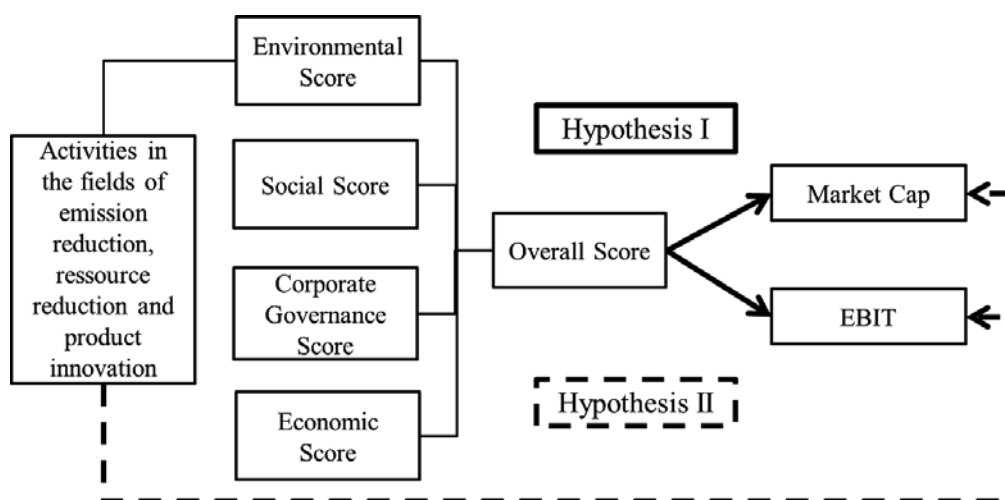 Environmental
Score
Activities in
the fields of
emission
reduction,
ressource
reduction and
product
innovation
Social Score
Corporate
Governance
Score
Economic
Score
Overall Score
Hypothesis I
Hypothesis II
Market Cap
EBIT